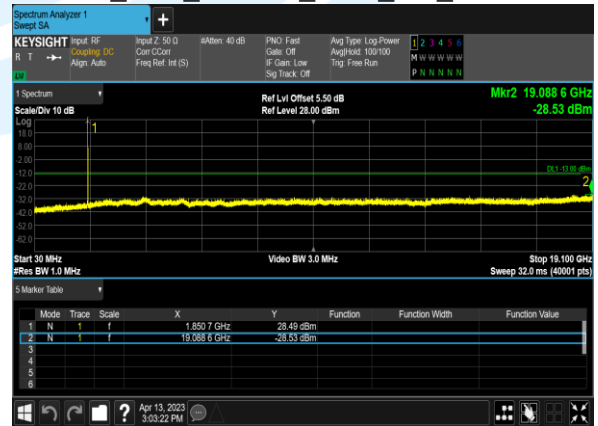 Spectrum Analyzer 1
Swept SA
KEYSIGHT
R T
LW
Input: RF
Coupling: DC
Align: Auto
Input Z: 50 Ω
Corr CCorr
Freq Ref: Int (S)
#Atten: 40 dB
PNO: Fast
Gate: Off
IF Gain: Low
Sig Track: Off
Avg Type: Log-Power
Avg|Hold: 100/100
Trig: Free Run
1 2 3 4 5 6
M W W W W W
P N N N N N
1 Spectrum
Scale/Div 10 dB
Ref Lvl Offset 5.50 dB
Ref Level 28.00 dBm
Mkr2 19.088 6 GHz
-28.53 dBm
Log
18.0
8.00
-2.00
-12.0
-22.0
-32.0
-42.0
-52.0
-62.0
1
DL1 -13.00 dBm
2
Start 30 MHz
#Res BW 1.0 MHz
Video BW 3.0 MHz
Stop 19.100 GHz
Sweep 32.0 ms (40001 pts)
5 Marker Table
Mode Trace Scale X Y Function Function Width Function Value
1 N 1 f 1.850 7 GHz 28.49 dBm
2 N 1 f 19.088 6 GHz -28.53 dBm
3
4
5
6
?
Apr 13, 2023
3:03:22 PM